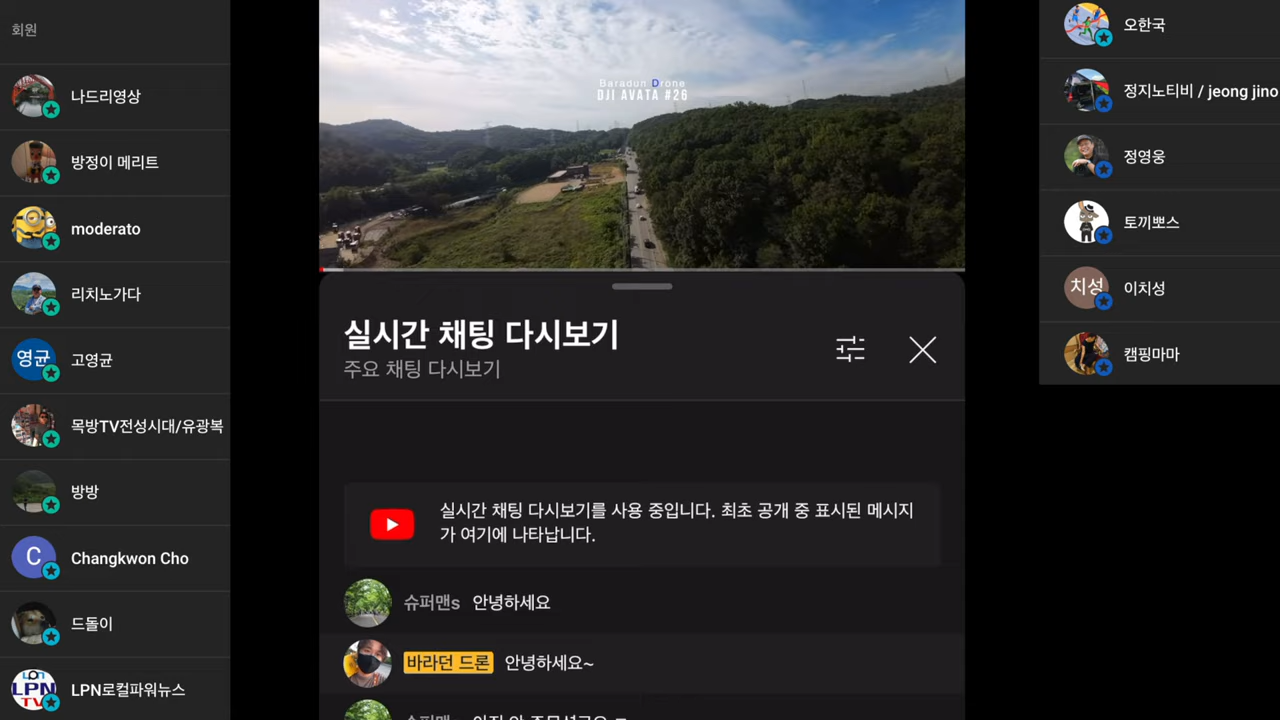 회원
나드리영상
방정이 메리트
moderato
리치노가다
영균
고영균
목방TV전성시대/유광복
방방
C
Changkwon Cho
드돌이
LPN
TV
LPN로컬파워뉴스
Baradun Drone
DJI AVATA #26
실시간 채팅 다시보기
주요 채팅 다시보기
실시간 채팅 다시보기를 사용 중입니다. 최초 공개 중 표시된 메시지
가 여기에 나타납니다.
슈퍼맨s 안녕하세요
바라던 드론 안녕하세요~
오한국
정지노티비 / jeong jino
정영웅
토끼뽀스
치성
이치성
캠핑마마